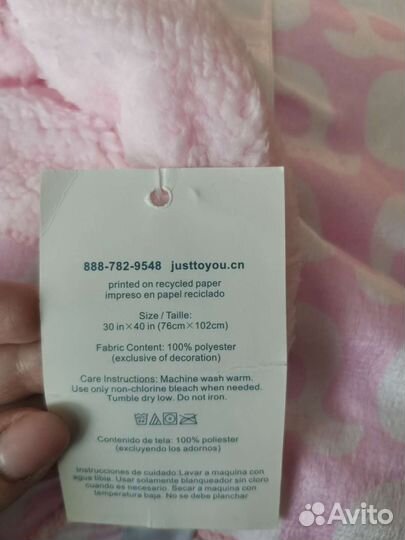 888-782-9548 justtoyou.cn
printed on recycled paper
impreso en papel reciclado
Size / Taille:
30 in×40 in (76cm×102cm)
Fabric Content: 100% polyester
(exclusive of decoration)
Care Instructions: Machine wash warm.
Use only non-chlorine bleach when needed.
Tumble dry low. Do not iron.
Contenido de tela: 100% poliester
(excluyendo los adornos)
Instrucciones de cuidado:Lavar a maquina con
agua tible. Usar solamente blanqueador sin cloro
cuando es necesario. Secar a maquina con
temperatura baja. No se debe planchar
Avito